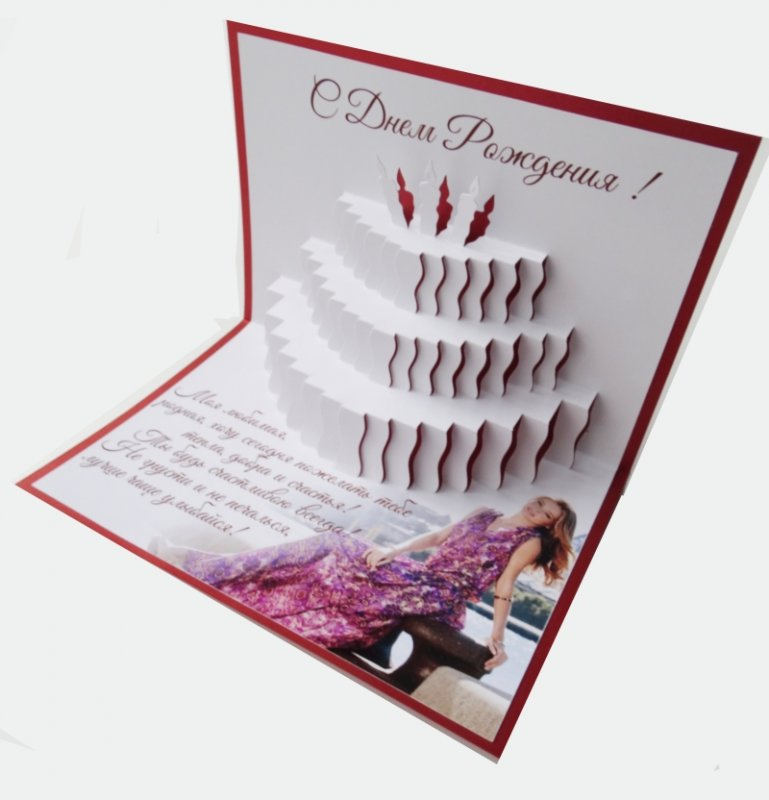 С Днем Рождения !
Моя любимая,
родная, хочу сегодня пожелать тебе
тепла, добра и счастья!
Ты будь счастливою всегда!
Не грусти и не печалься,
лучше чаще улыбайся!